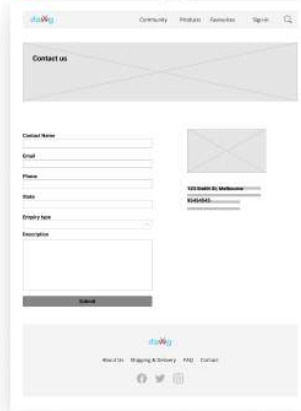 dawg Community Products Favourites Sign in
Contact us
Contact Name
Email
Phone
State
Enquiry type
Description
Submit
123 Smith St, Melbourne
93454545
dawg
About Us Shipping & Delivery FAQ Contact